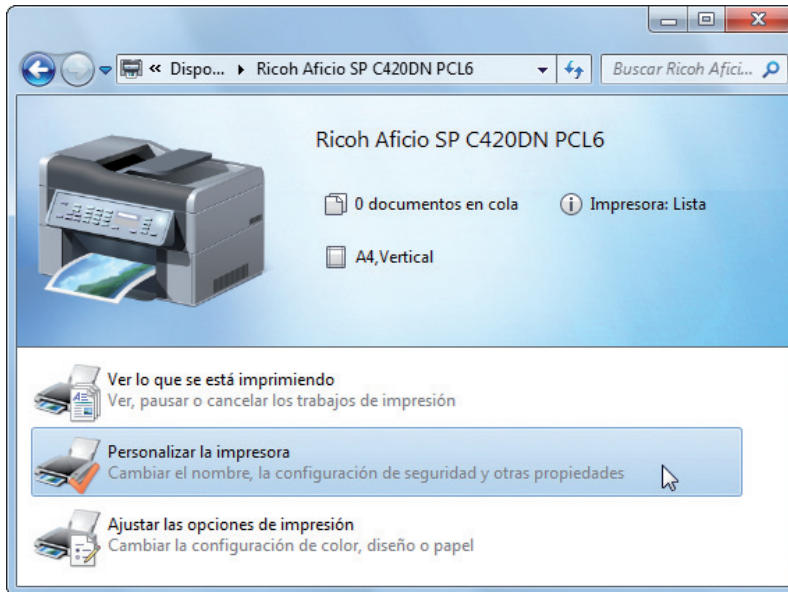 « Dispo... ▸ Ricoh Aficio SP C420DN PCL6
Buscar Ricoh Afici...
Ricoh Aficio SP C420DN PCL6
0 documentos en cola
Impresora: Lista
A4,Vertical
Ver lo que se está imprimiendo
Ver, pausar o cancelar los trabajos de impresión
Personalizar la impresora
Cambiar el nombre, la configuración de seguridad y otras propiedades
Ajustar las opciones de impresión
Cambiar la configuración de color, diseño o papel